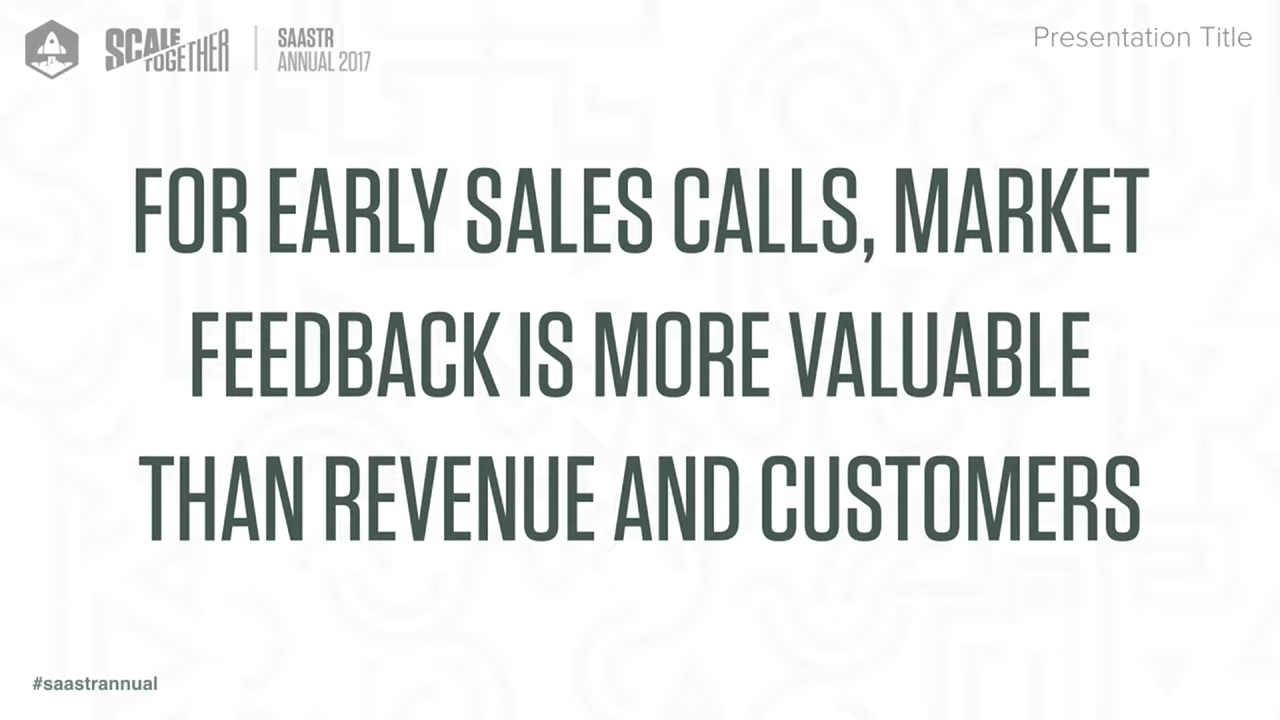 SCALE
TOGETHER
SAASTR
ANNUAL 2017
Presentation Title
FOR EARLY SALES CALLS, MARKET
FEEDBACK IS MORE VALUABLE
THAN REVENUE AND CUSTOMERS
#saastrannual